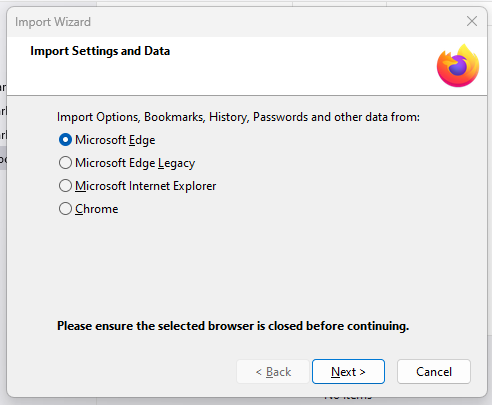 Import Wizard
Import Settings and Data
Import Options, Bookmarks, History, Passwords and other data from:
Microsoft Edge
Microsoft Edge Legacy
Microsoft Internet Explorer
Chrome
Please ensure the selected browser is closed before continuing.
< Back
Next >
Cancel